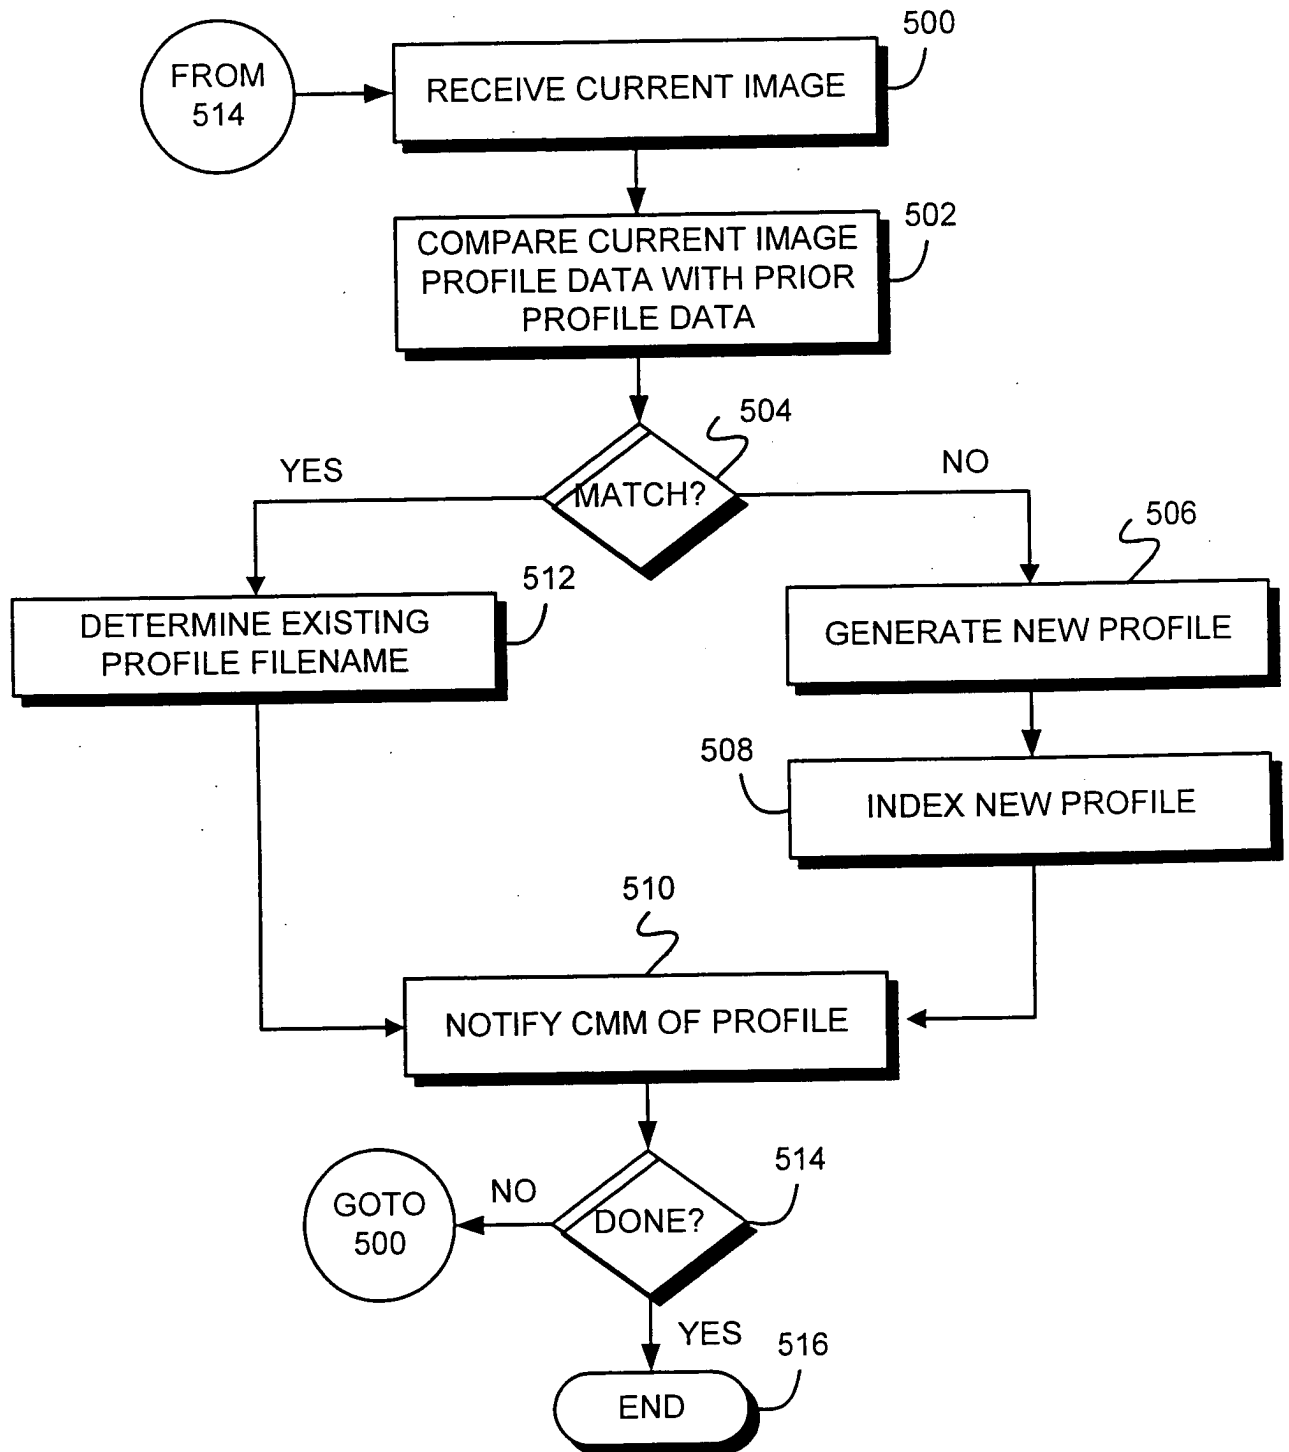 500
FROM
514
RECEIVE CURRENT IMAGE
502
COMPARE CURRENT IMAGE
PROFILE DATA WITH PRIOR
PROFILE DATA
504
YES
NO
MATCH?
506
512
DETERMINE EXISTING
PROFILE FILENAME
GENERATE NEW PROFILE
508
INDEX NEW PROFILE
510
NOTIFY CMM OF PROFILE
514
NO
GOTO
500
DONE?
YES
516
END